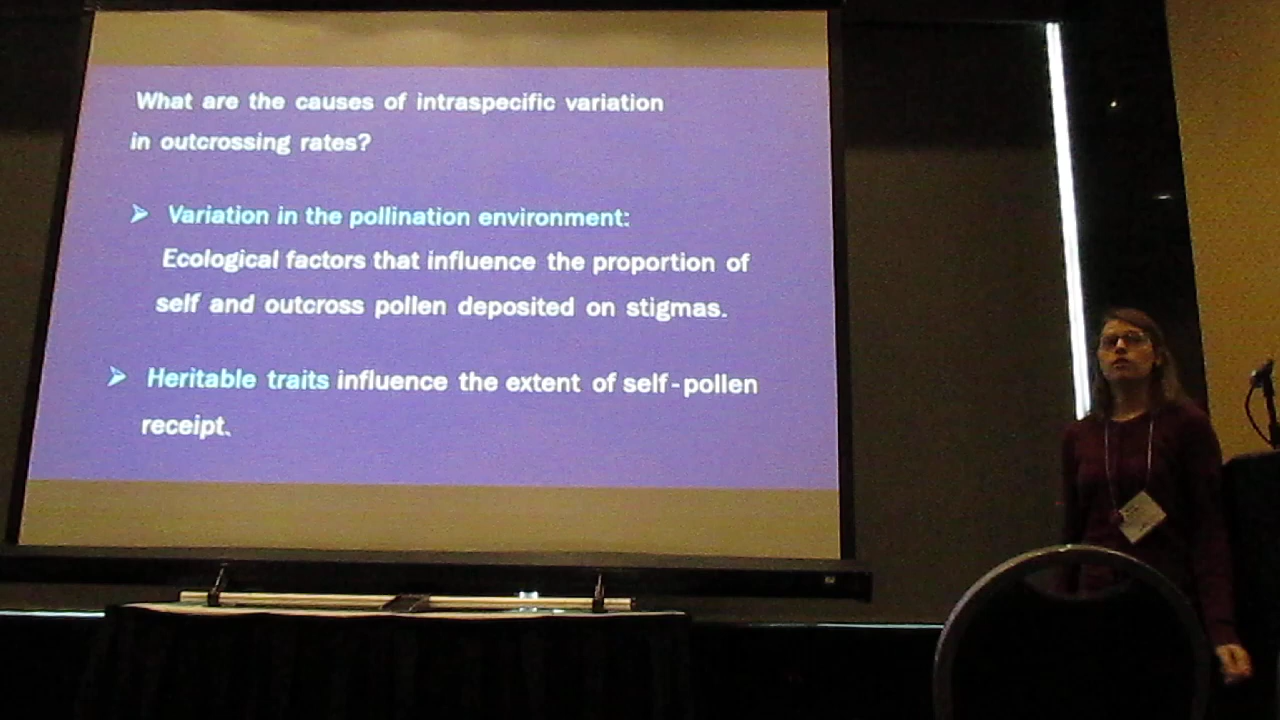 What are the causes of intraspecific variation
in outcrossing rates?
➢ Variation in the pollination environment:
Ecological factors that influence the proportion of
self and outcross pollen deposited on stigmas.
➢ Heritable traits influence the extent of self-pollen
receipt.